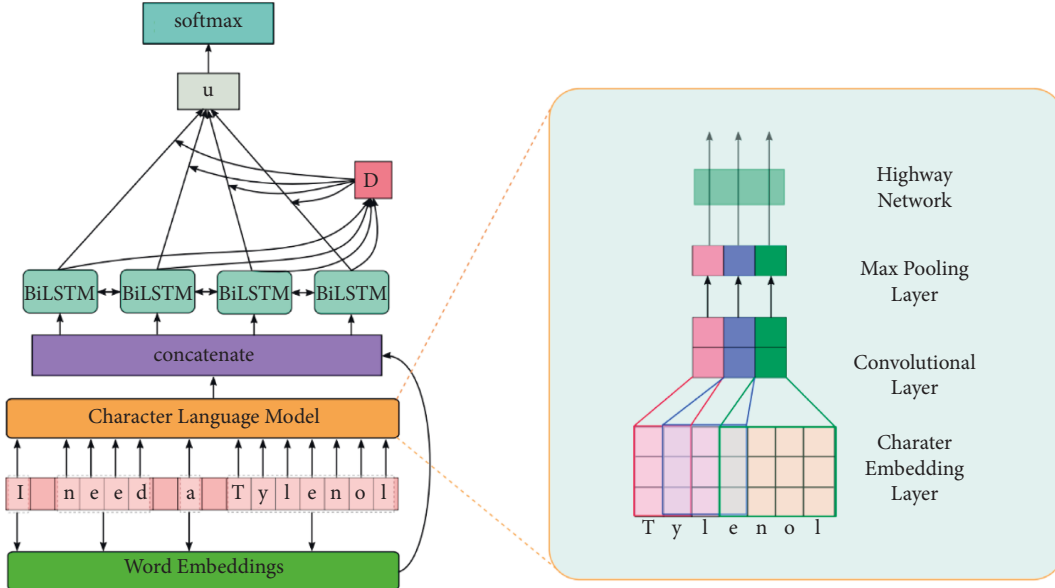 softmax
u
D
BiLSTM BiLSTM BiLSTM BiLSTM
concatenate
Character Language Model
I n e e d a T y l e n o l
Word Embeddings
Highway
Network
Max Pooling
Layer
Convolutional
Layer
Charater
Embedding
Layer
T y l e n o l